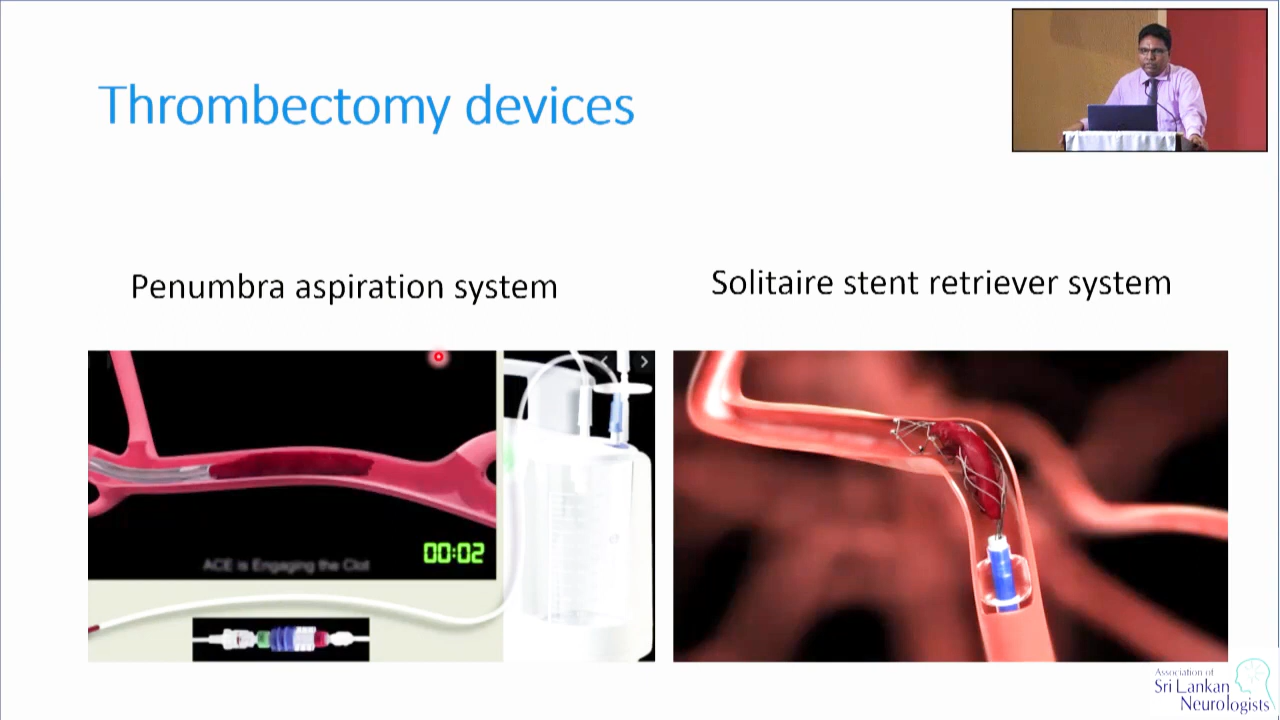 Thrombectomy devices
Penumbra aspiration system
Solitaire stent retriever system
ACE is Engaging the Clot
00:02
Association of
Sri Lankan
Neurologists